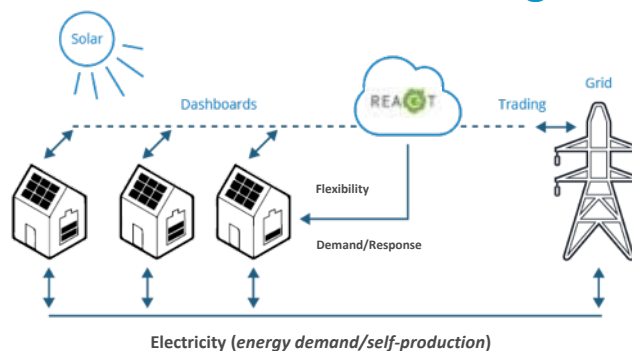 Solar
Grid
Dashboards
REACT
Trading
Flexibility
Demand/Response
Electricity (energy demand/self-production)